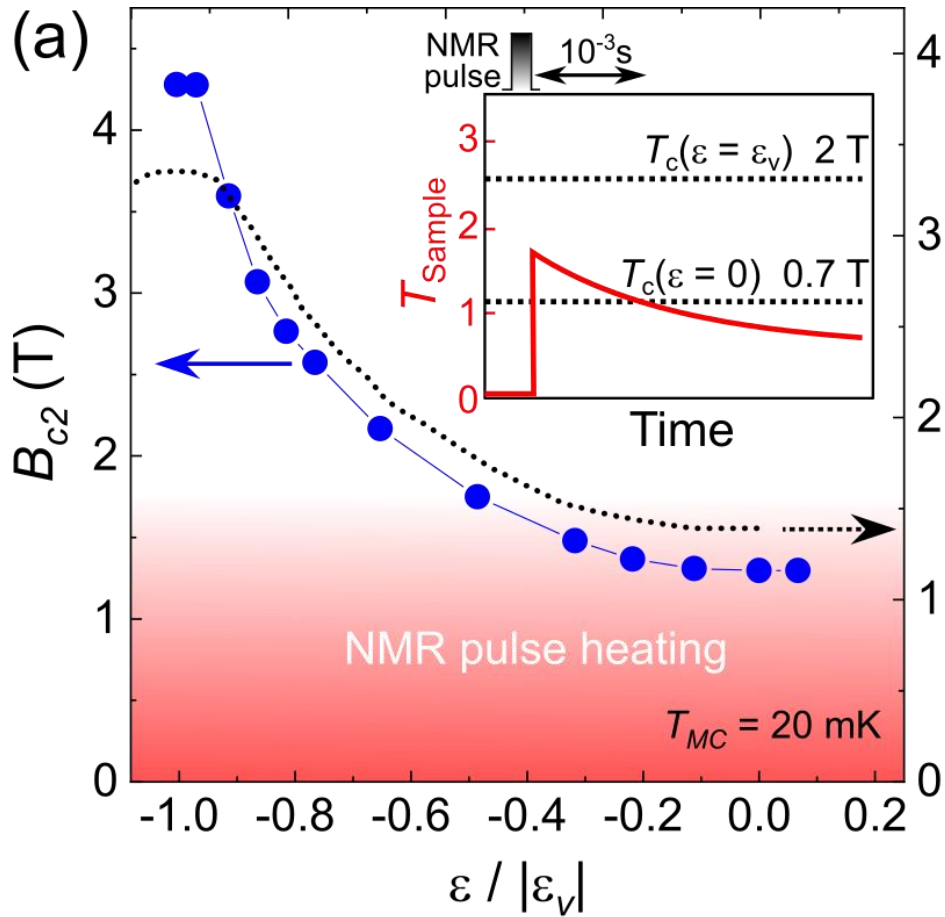 (a)
NMR
pulse
10⁻³s
4
3
2
1
0
B_c2 (T)
3
2
1
0
T_Sample
T_c(ε = ε_v) 2 T
T_c(ε = 0) 0.7 T
Time
4
3
2
1
0
NMR pulse heating
T_MC = 20 mK
-1.0 -0.8 -0.6 -0.4 -0.2 0.0 0.2
ε / |ε_v|